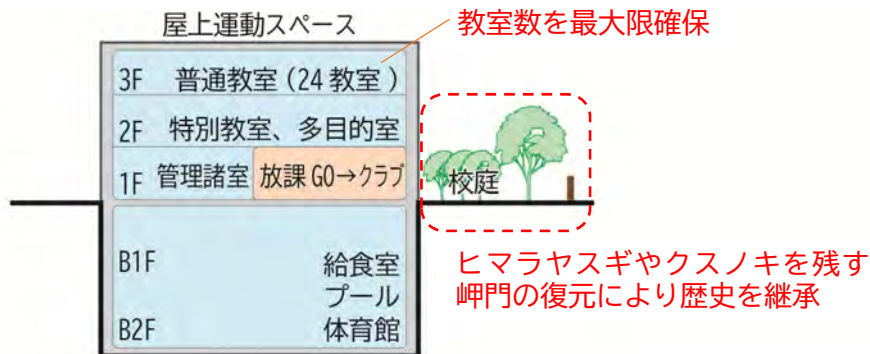 屋上運動スペース
教室数を最大限確保
3F 普通教室（24 教室）
2F 特別教室、多目的室
1F 管理諸室 放課 GO→クラブ
校庭
B1F 給食室
プール
B2F 体育館
ヒマラヤスギやクスノキを残す
岬門の復元により歴史を継承